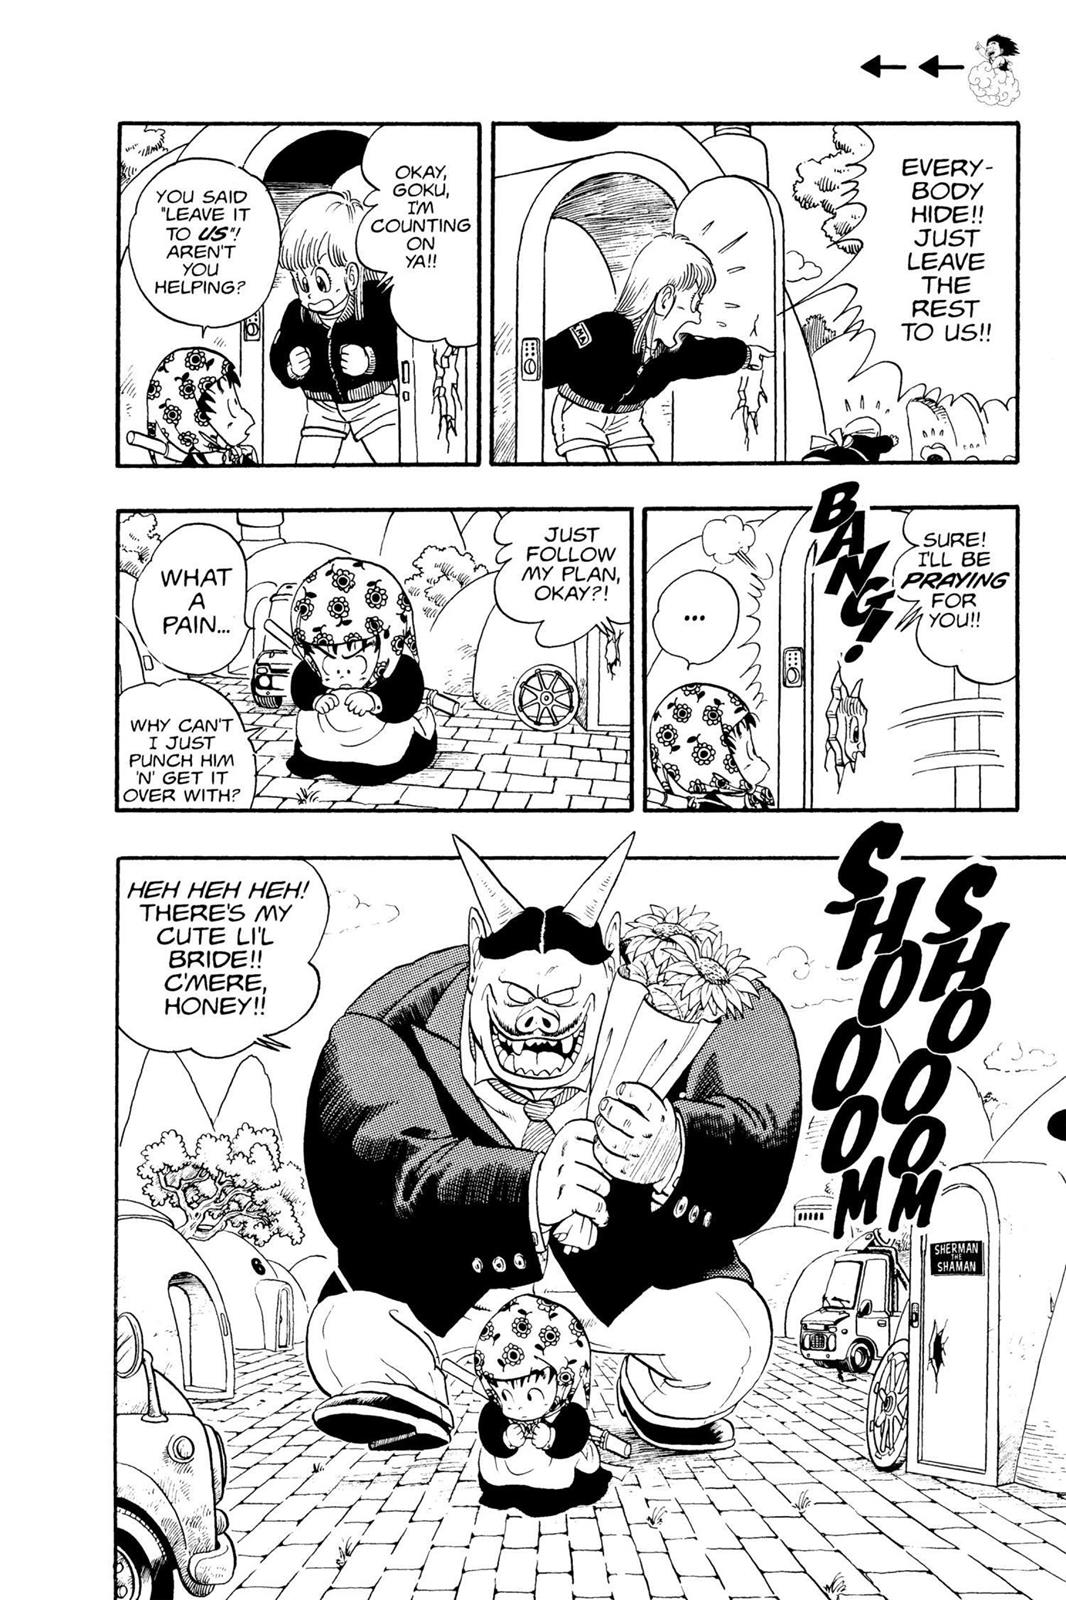 EVERY-
BODY
HIDE!!
JUST
LEAVE
THE
REST
TO US!!
MA
OKAY,
GOKU,
I'M
COUNTING
ON
YA!!
YOU SAID
"LEAVE IT
TO US"!
AREN'T
YOU
HELPING?
SURE!
I'LL BE
PRAYING
FOR
YOU!!
BANG!
...
JUST
FOLLOW
MY PLAN,
OKAY?!
WHAT
A
PAIN...
WHY CAN'T
I JUST
PUNCH HIM
'N' GET IT
OVER WITH?
SHOOOOM
SHOOOOM
HEH HEH HEH!
THERE'S MY
CUTE LI'L
BRIDE!!
C'MERE,
HONEY!!
SHERMAN
THE
SHAMAN
6